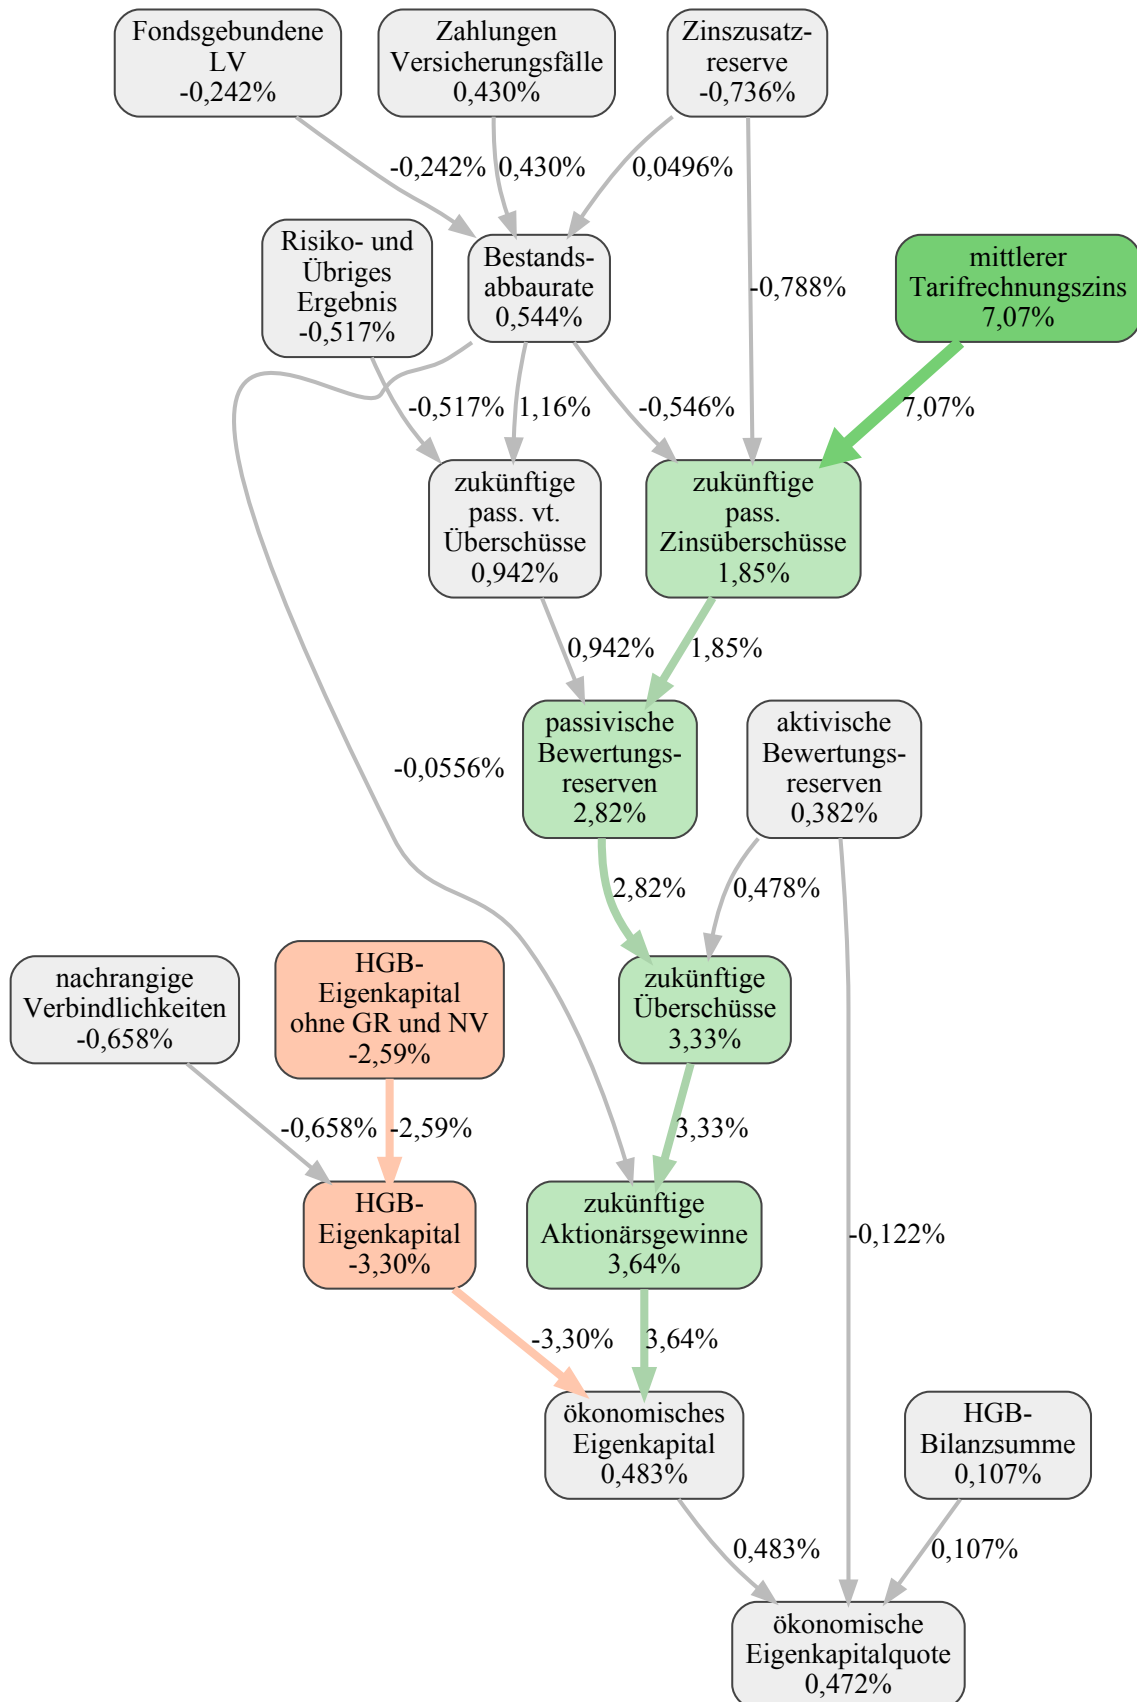 Fondsgebundene
LV
-0,242%
Zahlungen
Versicherungsfälle
0,430%
Zinszusatz-
reserve
-0,736%
-0,242%
0,430%
0,0496%
Risiko- und
Übriges
Ergebnis
-0,517%
Bestands-
abbaurate
0,544%
-0,788%
mittlerer
Tarifrechnungszins
7,07%
-0,517%
1,16%
-0,546%
7,07%
zukünftige
pass. vt.
Überschüsse
0,942%
zukünftige
pass.
Zinsüberschüsse
1,85%
0,942%
1,85%
-0,0556%
passivische
Bewertungs-
reserven
2,82%
aktivische
Bewertungs-
reserven
0,382%
2,82%
0,478%
nachrangige
Verbindlichkeiten
-0,658%
HGB-
Eigenkapital
ohne GR und NV
-2,59%
zukünftige
Überschüsse
3,33%
-0,658%
-2,59%
3,33%
HGB-
Eigenkapital
-3,30%
zukünftige
Aktionärsgewinne
3,64%
-0,122%
-3,30%
3,64%
ökonomisches
Eigenkapital
0,483%
HGB-
Bilanzsumme
0,107%
0,483%
0,107%
ökonomische
Eigenkapitalquote
0,472%